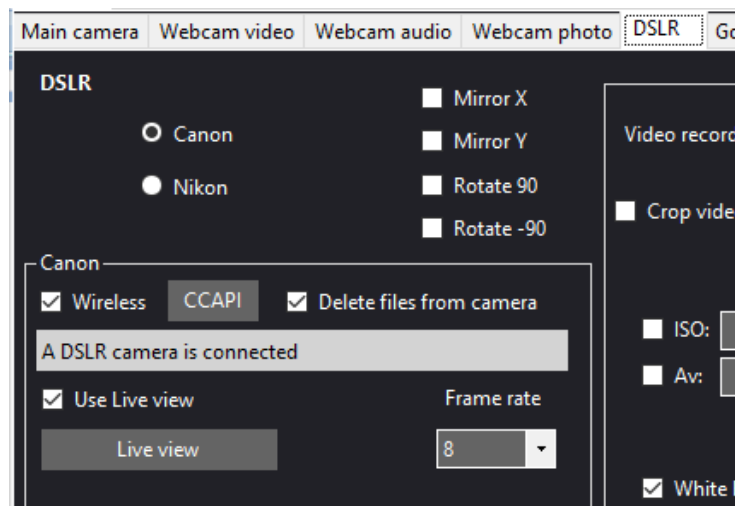 Main camera Webcam video Webcam audio Webcam photo DSLR
DSLR
Canon
Nikon
Mirror X
Mirror Y
Rotate 90
Rotate -90
Video record
Crop vide
Canon
Wireless CCAPI Delete files from camera
A DSLR camera is connected
Use Live view Frame rate
Live view 8
ISO:
Av:
White